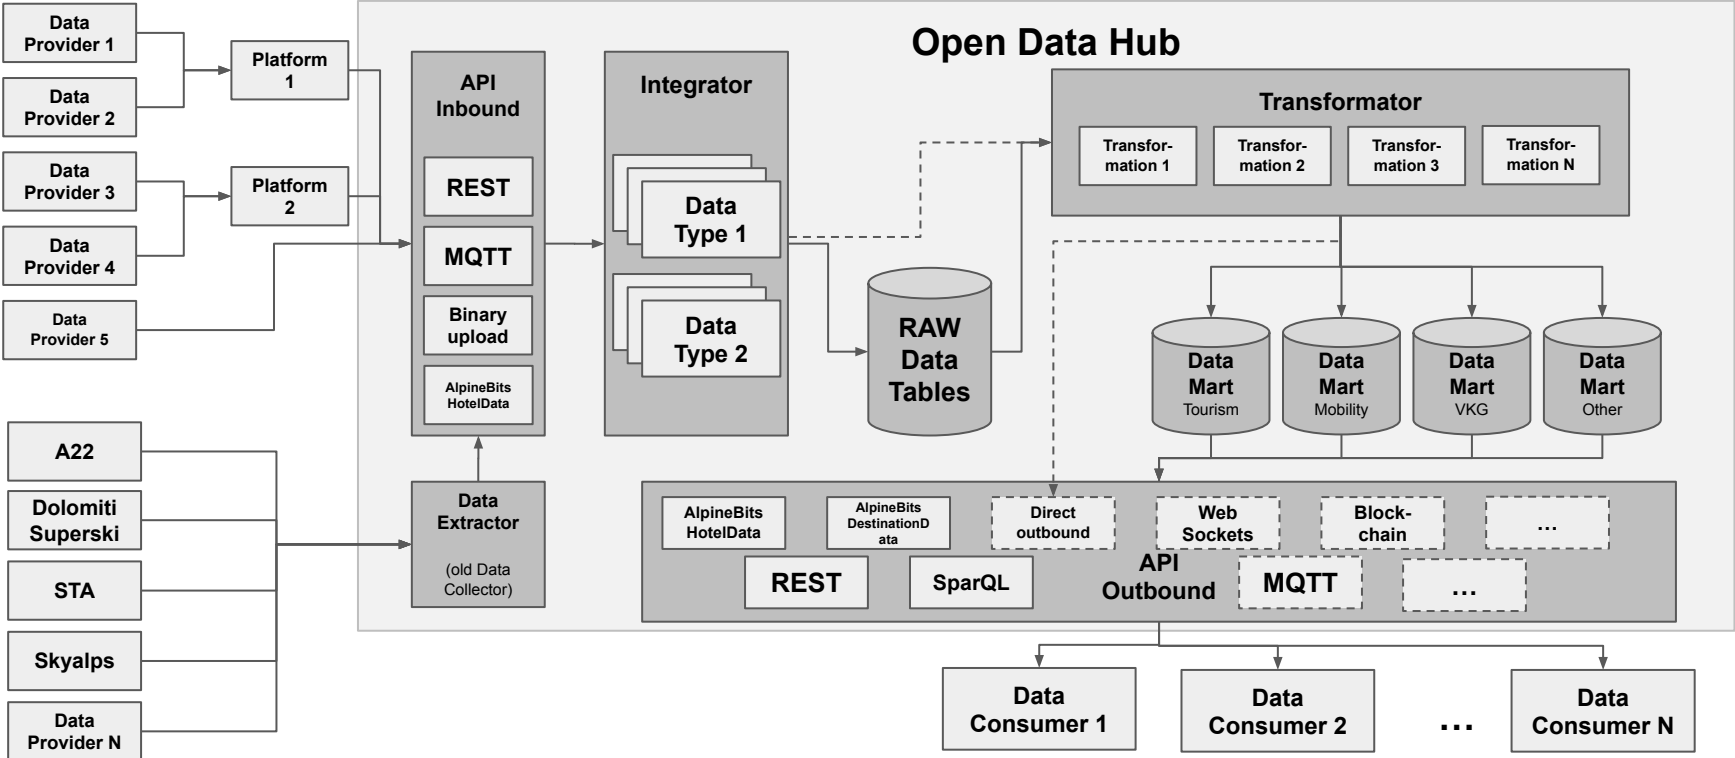 Open Data Hub
Data
Provider 1
Data
Provider 2
Data
Provider 3
Data
Provider 4
Data
Provider 5
Platform
1
Platform
2
A22
Dolomiti
Superski
STA
Skyalps
Data
Provider N
API
Inbound
REST
MQTT
Binary
upload
AlpineBits
HotelData
Data
Extractor
(old Data
Collector)
Integrator
Data
Type 1
Data
Type 2
RAW
Data
Tables
Transformator
Transfor-
mation 1
Transfor-
mation 2
Transfor-
mation 3
Transfor-
mation N
Data
Mart
Tourism
Data
Mart
Mobility
Data
Mart
VKG
Data
Mart
Other
AlpineBits
HotelData
AlpineBits
DestinationD
ata
Direct
outbound
Web
Sockets
Block-
chain
...
REST
SparQL
API
Outbound
MQTT
...
Data
Consumer 1
Data
Consumer 2
...
Data
Consumer N